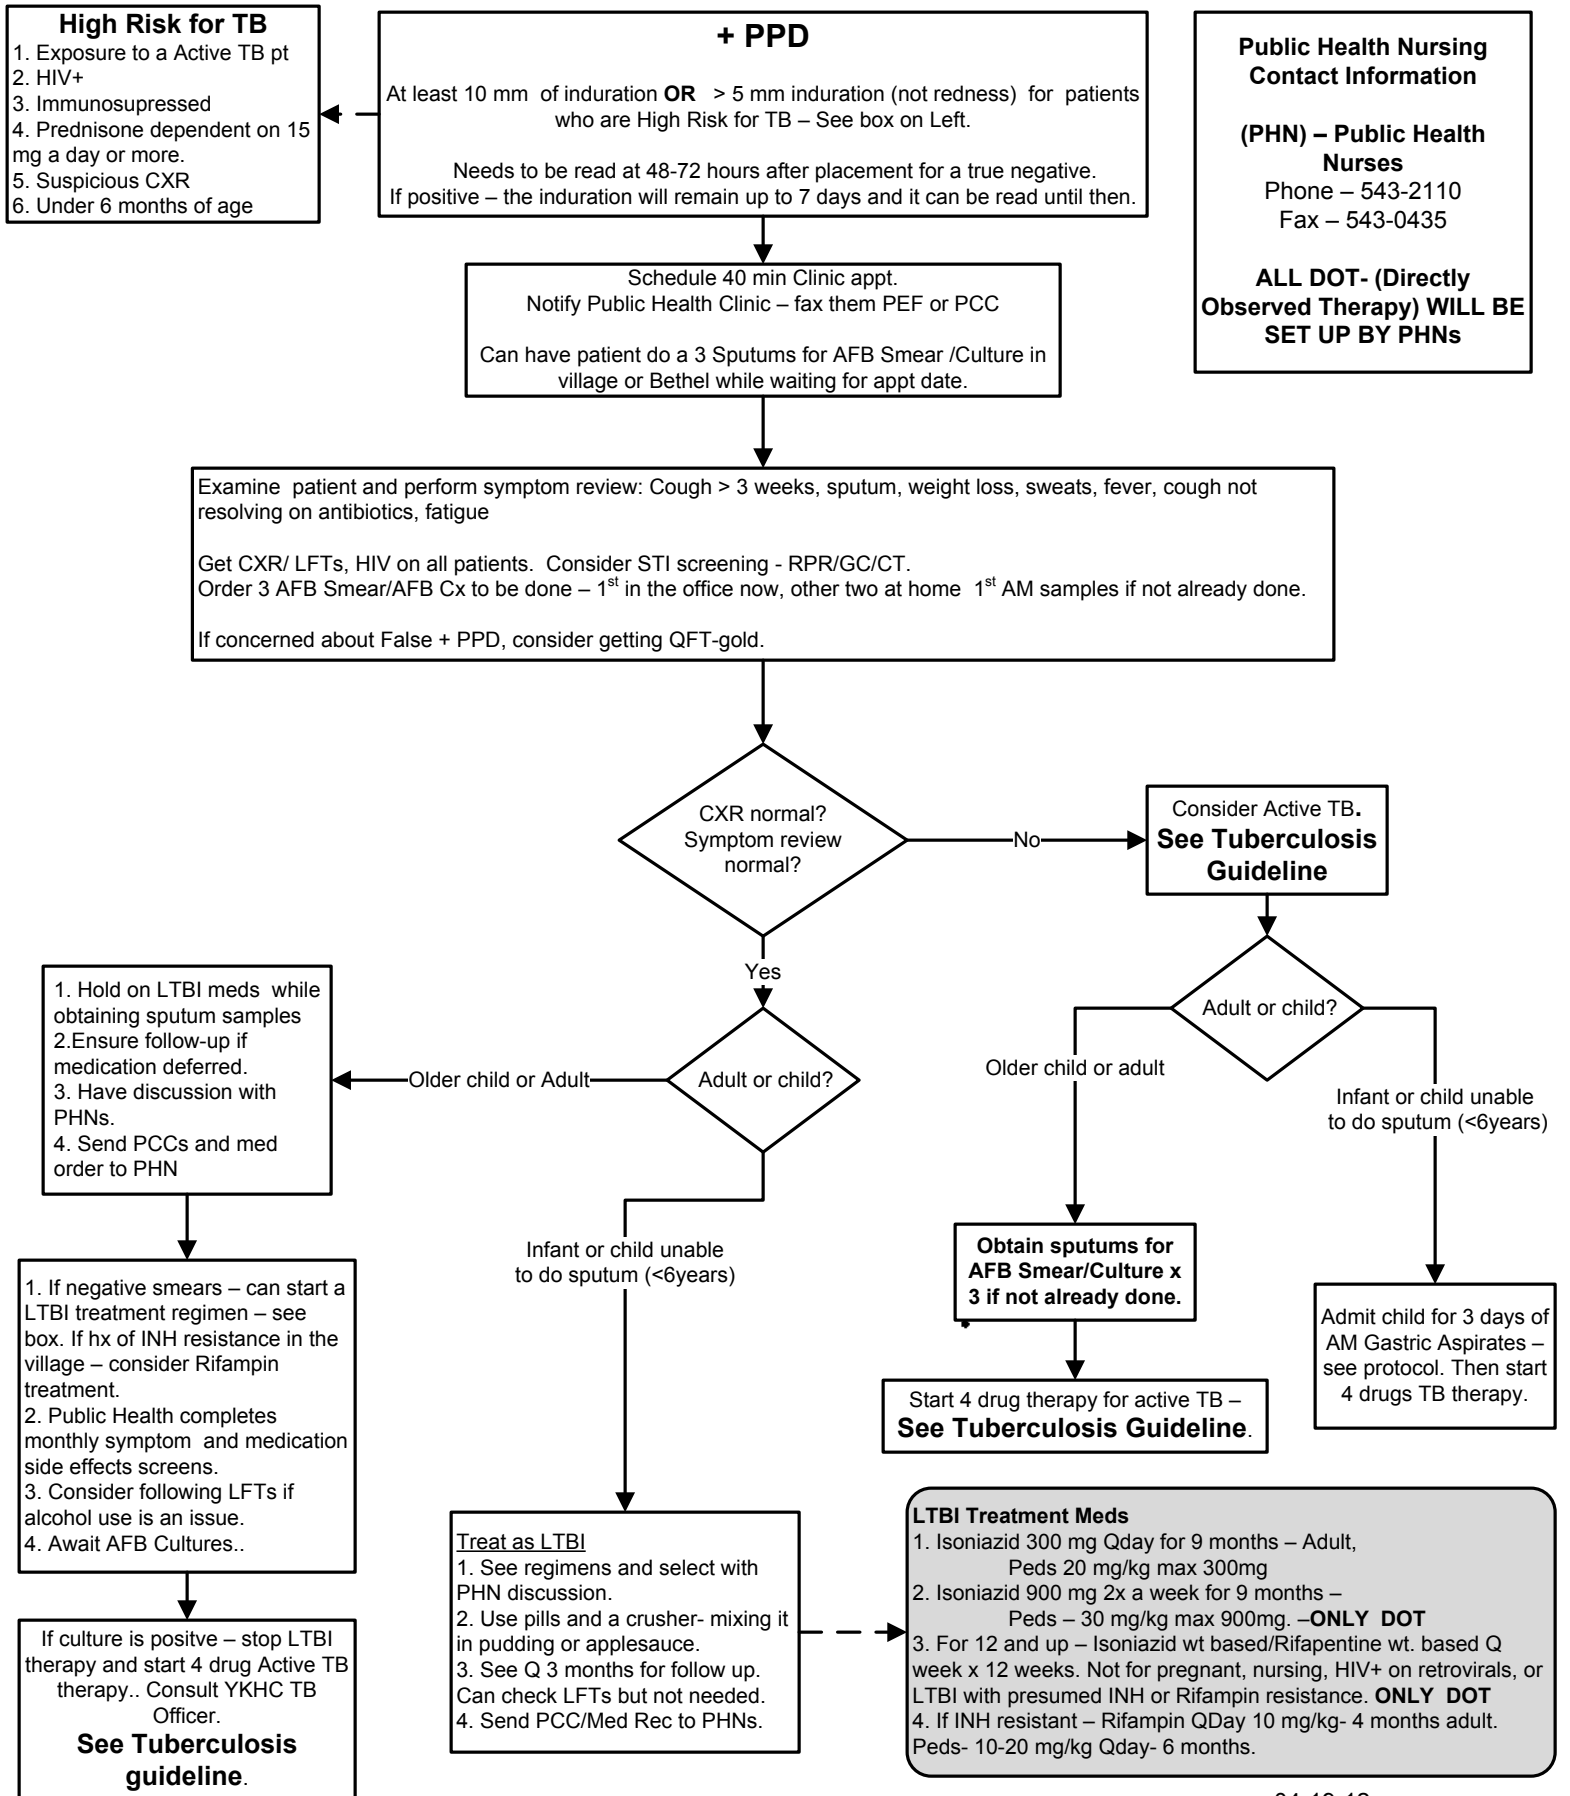 High Risk for TB
1. Exposure to a Active TB pt
2. HIV+
3. Immunosupressed
4. Prednisone dependent on 15
mg a day or more.
5. Suspicious CXR
6. Under 6 months of age
+ PPD
At least 10 mm of induration OR > 5 mm induration (not redness) for patients
who are High Risk for TB – See box on Left.
Needs to be read at 48-72 hours after placement for a true negative.
If positive – the induration will remain up to 7 days and it can be read until then.
Public Health Nursing
Contact Information
(PHN) – Public Health
Nurses
Phone – 543-2110
Fax – 543-0435
ALL DOT- (Directly
Observed Therapy) WILL BE
SET UP BY PHNs
Schedule 40 min Clinic appt.
Notify Public Health Clinic – fax them PEF or PCC
Can have patient do a 3 Sputums for AFB Smear /Culture in
village or Bethel while waiting for appt date.
Examine patient and perform symptom review: Cough > 3 weeks, sputum, weight loss, sweats, fever, cough not
resolving on antibiotics, fatigue
Get CXR/ LFTs, HIV on all patients. Consider STI screening - RPR/GC/CT.
Order 3 AFB Smear/AFB Cx to be done – 1st in the office now, other two at home 1st AM samples if not already done.
If concerned about False + PPD, consider getting QFT-gold.
CXR normal?
Symptom review
normal?
No
Consider Active TB.
See Tuberculosis
Guideline
Yes
Adult or child?
Older child or Adult
1. Hold on LTBI meds while
obtaining sputum samples
2.Ensure follow-up if
medication deferred.
3. Have discussion with
PHNs.
4. Send PCCs and med
order to PHN
Adult or child?
Older child or adult
Infant or child unable
to do sputum (<6years)
Infant or child unable
to do sputum (<6years)
1. If negative smears – can start a
LTBI treatment regimen – see
box. If hx of INH resistance in the
village – consider Rifampin
treatment.
2. Public Health completes
monthly symptom and medication
side effects screens.
3. Consider following LFTs if
alcohol use is an issue.
4. Await AFB Cultures..
Obtain sputums for
AFB Smear/Culture x
3 if not already done.
Admit child for 3 days of
AM Gastric Aspirates –
see protocol. Then start
4 drugs TB therapy.
Start 4 drug therapy for active TB –
See Tuberculosis Guideline.
If culture is positve – stop LTBI
therapy and start 4 drug Active TB
therapy.. Consult YKHC TB
Officer.
See Tuberculosis
guideline.
Treat as LTBI
1. See regimens and select with
PHN discussion.
2. Use pills and a crusher- mixing it
in pudding or applesauce.
3. See Q 3 months for follow up.
Can check LFTs but not needed.
4. Send PCC/Med Rec to PHNs.
LTBI Treatment Meds
1. Isoniazid 300 mg Qday for 9 months – Adult,
Peds 20 mg/kg max 300mg
2. Isoniazid 900 mg 2x a week for 9 months –
Peds – 30 mg/kg max 900mg. –ONLY DOT
3. For 12 and up – Isoniazid wt based/Rifapentine wt. based Q
week x 12 weeks. Not for pregnant, nursing, HIV+ on retrovirals, or
LTBI with presumed INH or Rifampin resistance. ONLY DOT
4. If INH resistant – Rifampin QDay 10 mg/kg- 4 months adult.
Peds- 10-20 mg/kg Qday- 6 months.